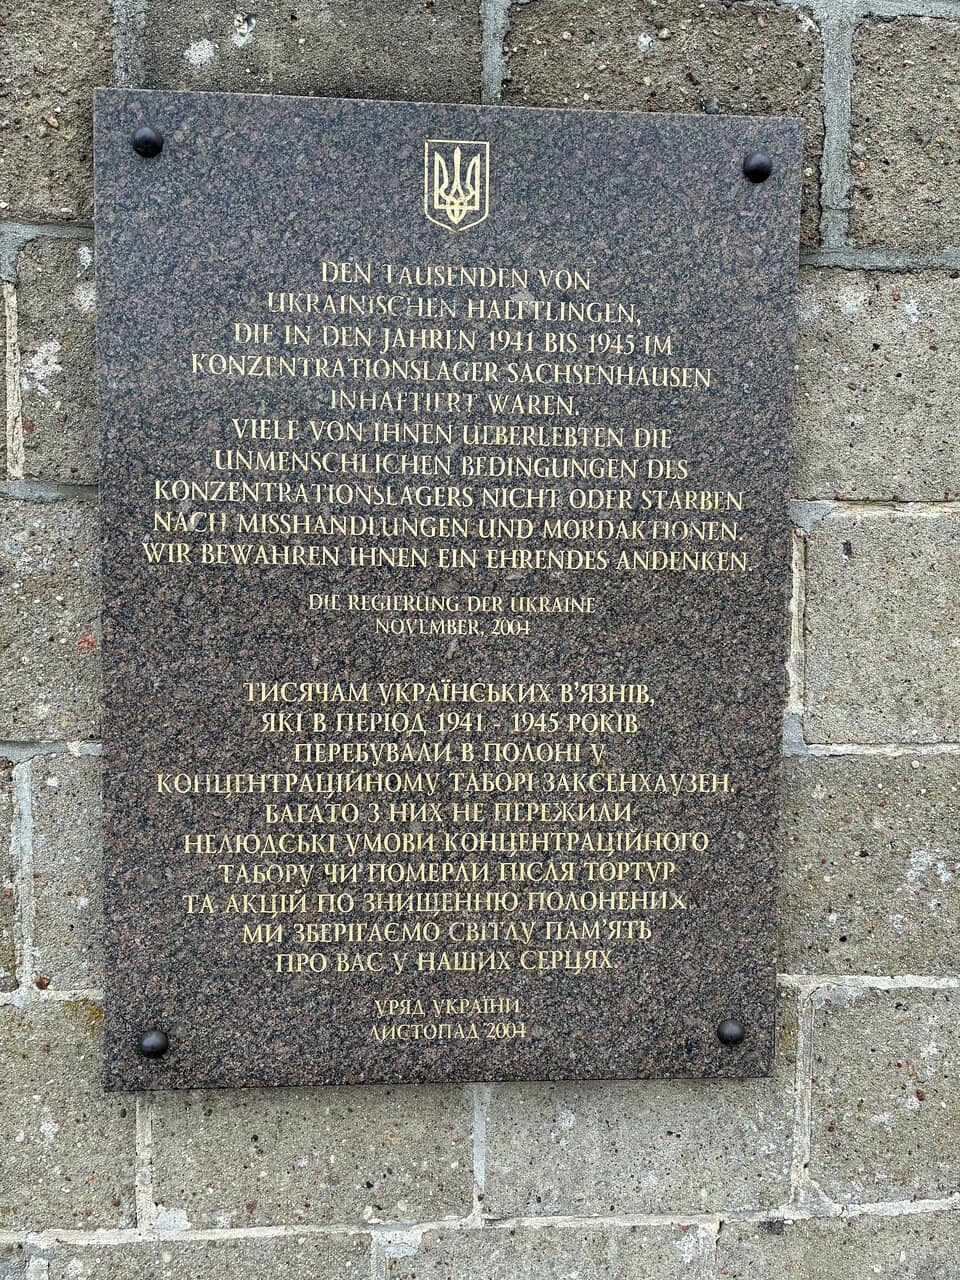 DEN TAUSENDEN VON
UKRAINISCHEN HAEFTLINGEN,
DIE IN DEN JAHREN 1941 BIS 1945 IM
KONZENTRATIONSLAGER SACHSENHAUSEN
INHAFTIERT WAREN.
VIELE VON IHNEN UEBERLEBTEN DIE
UNMENSCHLICHEN BEDINGUNGEN DES
KONZENTRATIONSLAGERS NICHT ODER STARBEN
NACH MISSHANDLUNGEN UND MORDAKTIONEN.
WIR BEWAHREN IHNEN EIN EHRENDES ANDENKEN.
DIE REGIERUNG DER UKRAINE
NOVEMBER, 2004
ТИСЯЧАМ УКРАЇНСЬКИХ В'ЯЗНІВ,
ЯКІ В ПЕРІОД 1941 - 1945 РОКІВ
ПЕРЕБУВАЛИ В ПОЛОНІ У
КОНЦЕНТРАЦІЙНОМУ ТАБОРІ ЗАКСЕНХАУЗЕН.
БАГАТО З НИХ НЕ ПЕРЕЖИЛИ
НЕЛЮДСЬКІ УМОВИ КОНЦЕНТРАЦІЙНОГО
ТАБОРУ ЧИ ПОМЕРЛИ ПІСЛЯ ТОРТУР
ТА АКЦІЙ ПО ЗНИЩЕННЮ ПОЛОНЕНИХ.
МИ ЗБЕРІГАЄМО СВІТЛУ ПАМ'ЯТЬ
ПРО ВАС У НАШИХ СЕРЦЯХ.
УРЯД УКРАЇНИ
ЛИСТОПАД 2004